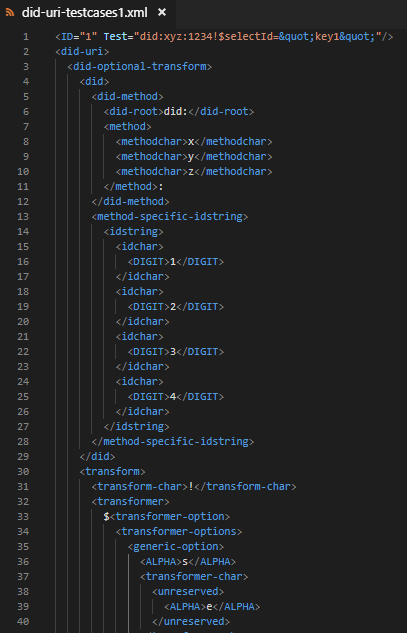 did-uri-testcases1.xml ×
1 <ID="1" Test="did:xyz:1234!$selectId=&quot;key1&quot;"/>
2 <did-uri>
3 <did-optional-transform>
4 <did>
5 <did-method>
6 <did-root>did:</did-root>
7 <method>
8 <methodchar>x</methodchar>
9 <methodchar>y</methodchar>
10 <methodchar>z</methodchar>
11 </method>:
12 </did-method>
13 <method-specific-idstring>
14 <idstring>
15 <idchar>
16 <DIGIT>1</DIGIT>
17 </idchar>
18 <idchar>
19 <DIGIT>2</DIGIT>
20 </idchar>
21 <idchar>
22 <DIGIT>3</DIGIT>
23 </idchar>
24 <idchar>
25 <DIGIT>4</DIGIT>
26 </idchar>
27 </idstring>
28 </method-specific-idstring>
29 </did>
30 <transform>
31 <transform-char>!</transform-char>
32 <transformer>
33 $<transformer-option>
34 <transformer-options>
35 <generic-option>
36 <ALPHA>s</ALPHA>
37 <transformer-char>
38 <unreserved>
39 <ALPHA>e</ALPHA>
40 </unreserved>